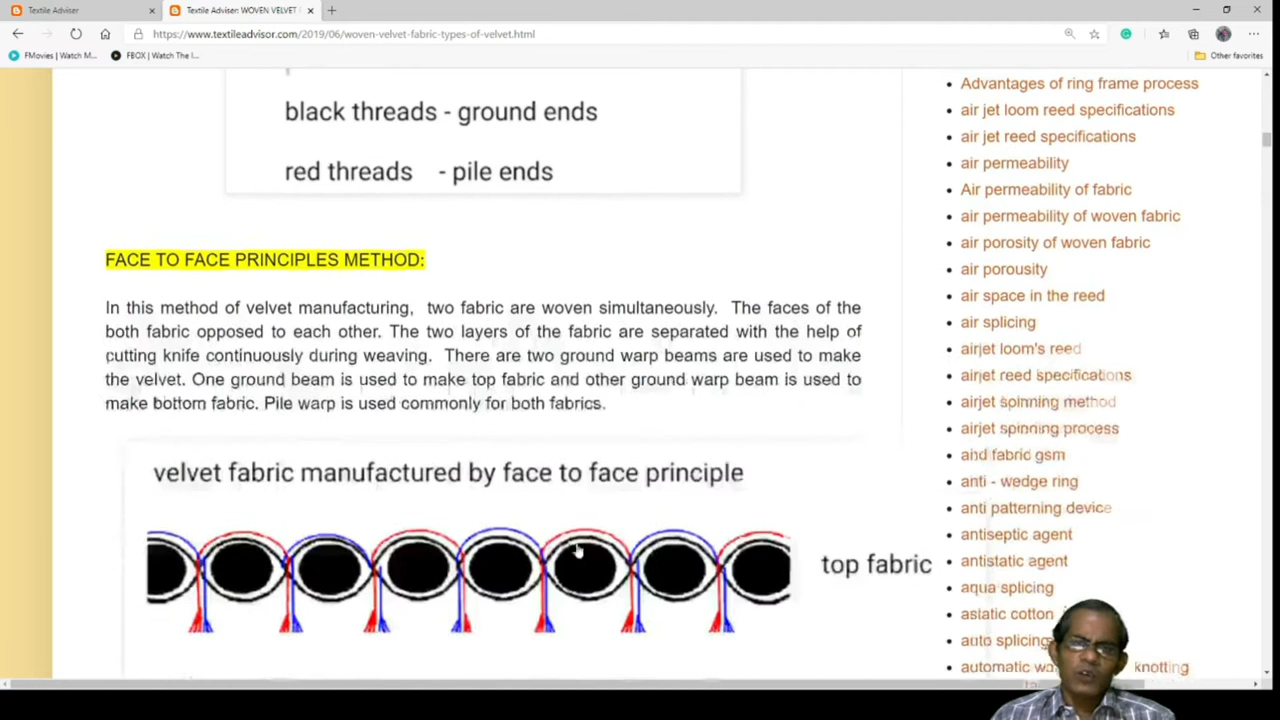 Textile Adviser
Textile Adviser: WOVEN VELVET
https://www.textileadvisor.com/2019/06/woven-velvet-fabric-types-of-velvet.html
FMovies | Watch M...
FBOX | Watch The I...
Other favorites
black threads - ground ends
red threads - pile ends
FACE TO FACE PRINCIPLES METHOD:
In this method of velvet manufacturing, two fabric are woven simultaneously. The faces of the
both fabric opposed to each other. The two layers of the fabric are separated with the help of
cutting knife continuously during weaving. There are two ground warp beams are used to make
the velvet. One ground beam is used to make top fabric and other ground warp beam is used to
make bottom fabric. Pile warp is used commonly for both fabrics.
velvet fabric manufactured by face to face principle
top fabric
Advantages of ring frame process
air jet loom reed specifications
air jet reed specifications
air permeability
Air permeability of fabric
air permeability of woven fabric
air porosity of woven fabric
air porousity
air space in the reed
air splicing
airjet loom's reed
airjet reed specifications
airjet spinning method
airjet spinning process
and fabric gsm
anti - wedge ring
anti patterning device
antiseptic agent
antistatic agent
aqua splicing
asiatic cotton
auto splicing
automatic wa knotting